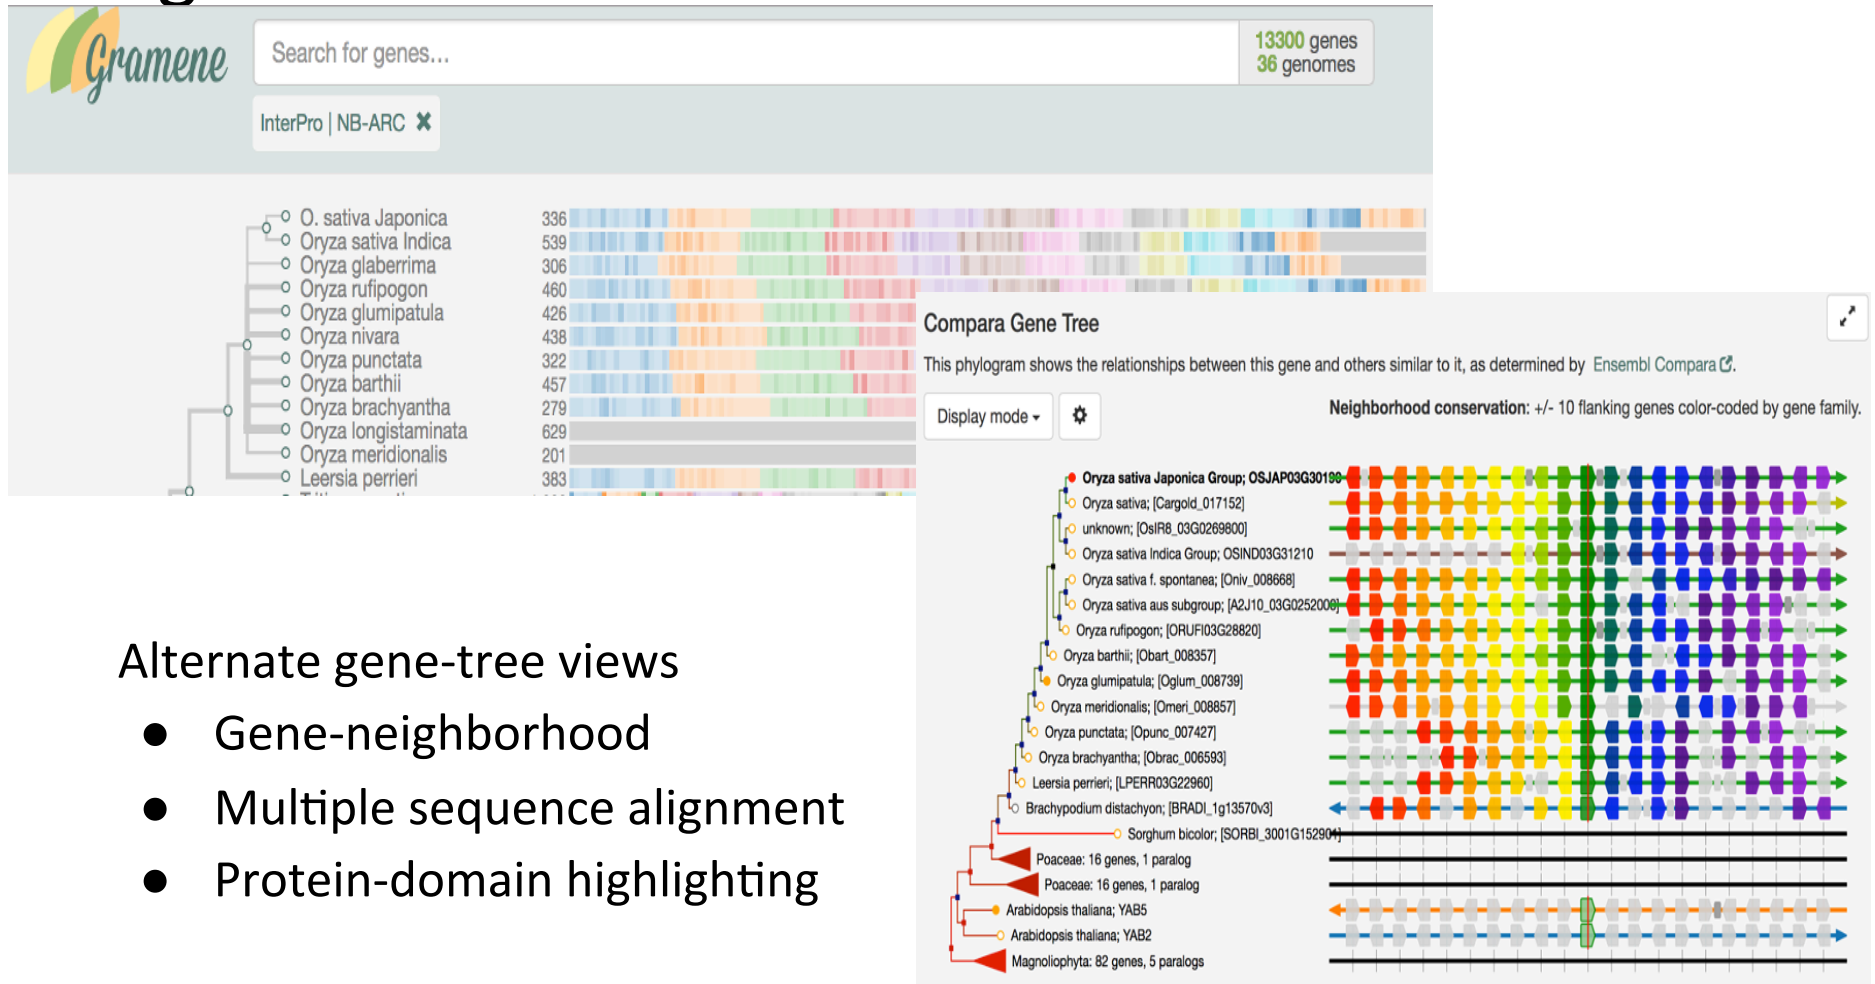 Gramene
Search for genes...
13300 genes
36 genomes
InterPro | NB-ARC ✖
O. sativa Japonica 336
Oryza sativa Indica 539
Oryza glaberrima 306
Oryza rufipogon 460
Oryza glumipatula 426
Oryza nivara 438
Oryza punctata 322
Oryza barthii 457
Oryza brachyantha 279
Oryza longistaminata 629
Oryza meridionalis 201
Leersia perrieri 383
Compara Gene Tree
This phylogram shows the relationships between this gene and others similar to it, as determined by Ensembl Compara.
Display mode
Neighborhood conservation: +/- 10 flanking genes color-coded by gene family.
Oryza sativa Japonica Group; OSJAP03G30190
Oryza sativa; [Cargold_017152]
unknown; [OsIR8_03G0269800]
Oryza sativa Indica Group; OSIND03G31210
Oryza sativa f. spontanea; [Oniv_008668]
Oryza sativa aus subgroup; [A2J10_03G0252000]
Oryza rufipogon; [ORUFI03G28820]
Oryza barthii; [Obart_008357]
Oryza glumipatula; [Oglum_008739]
Oryza meridionalis; [Omeri_008857]
Oryza punctata; [Opunc_007427]
Oryza brachyantha; [Obrac_006593]
Leersia perrieri; [LPERR03G22960]
Brachypodium distachyon; [BRADI_1g13570v3]
Sorghum bicolor; [SORBI_3001G152901]
Poaceae: 16 genes, 1 paralog
Poaceae: 16 genes, 1 paralog
Arabidopsis thaliana; YAB5
Arabidopsis thaliana; YAB2
Magnoliophyta: 82 genes, 5 paralogs
Alternate gene-tree views
● Gene-neighborhood
● Multiple sequence alignment
● Protein-domain highlighting